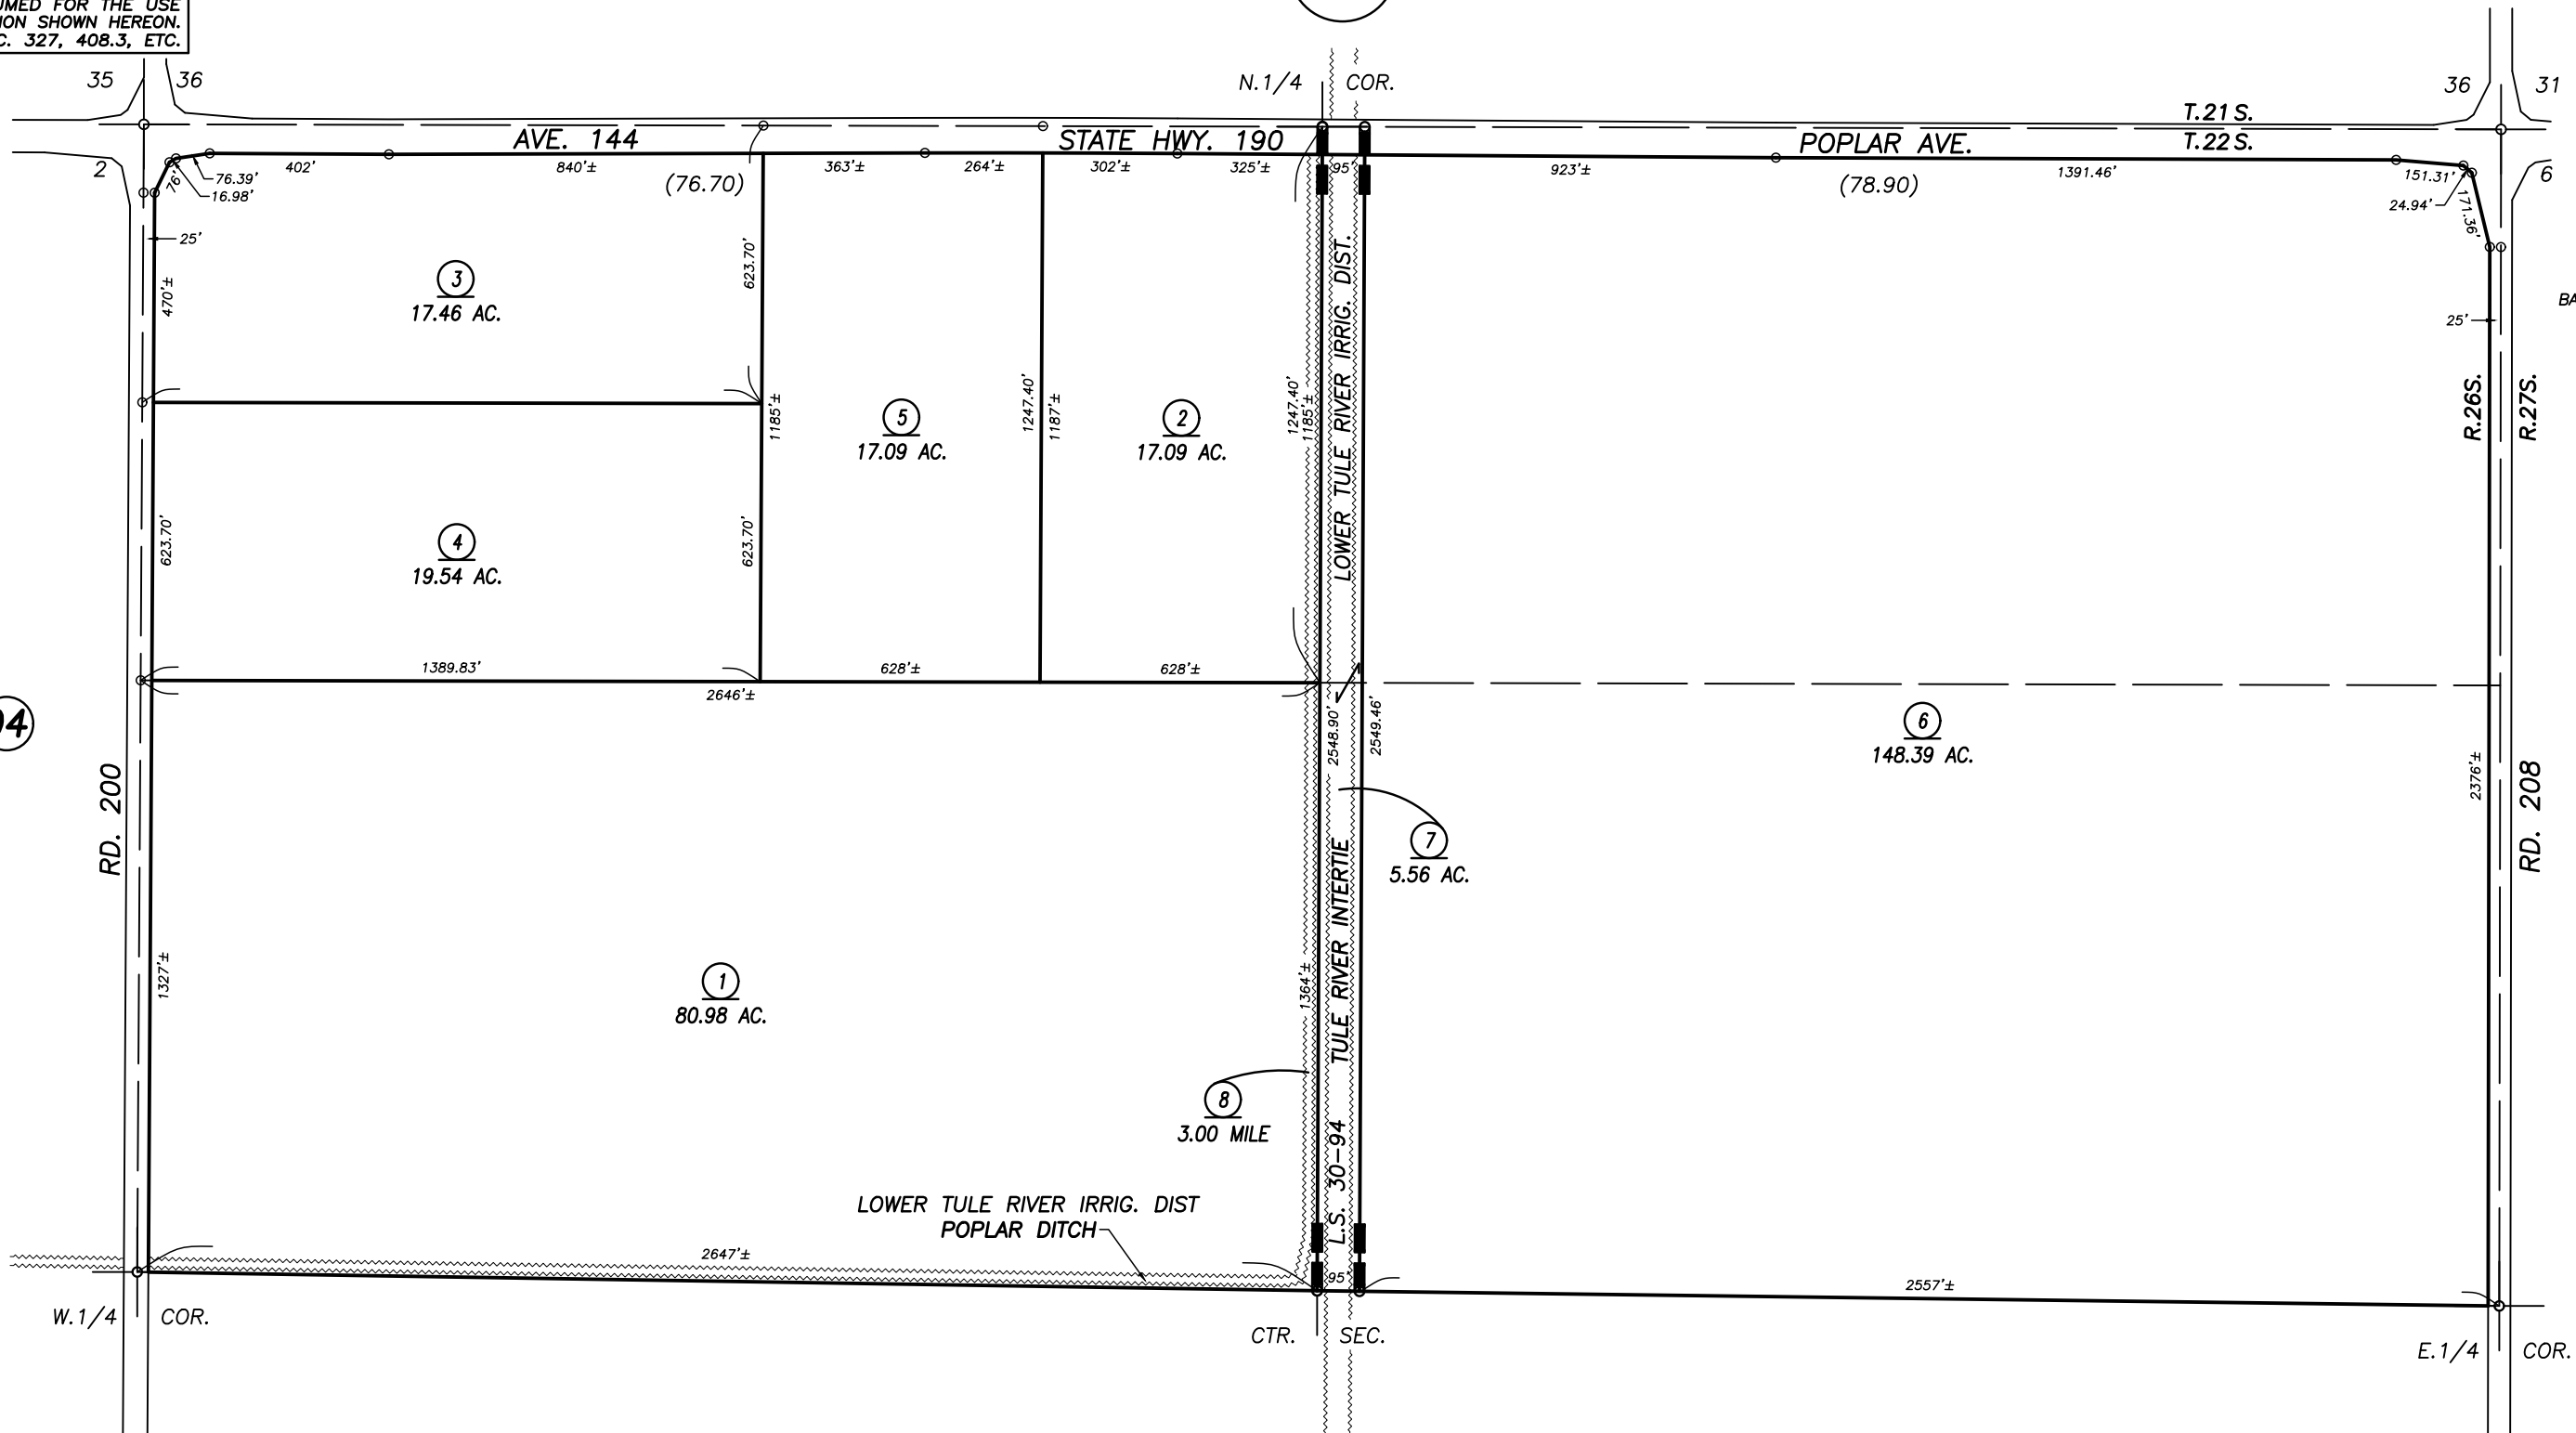 UMED FOR THE USE
ION SHOWN HEREON.
C. 327, 408.3, ETC.
35 36
N.1/4 COR.
36 31
T.21S.
AVE. 144 STATE HWY. 190 POPLAR AVE. T.22S.
2
6
76'
76.39'
16.98'
402'
840'±
(76.70)
363'±
264'±
302'±
325'±
95'
923'±
(78.90)
1391.46'
151.31'
24.94'
171.36'
25'
25'
BA
470'±
3
17.46 AC.
623.70'
1185'±
5
17.09 AC.
1247.40'
1187'±
2
17.09 AC.
1247.40'
1185'±
LOWER TULE RIVER IRRIG. DIST.
R.26S.
R.27S.
623.70'
4
19.54 AC.
623.70'
1389.83'
628'±
628'±
2646'±
04
RD. 200
2548.90'
2549.46'
6
148.39 AC.
2376'±
RD. 208
7
5.56 AC.
1327'±
1
80.98 AC.
1364'±
TULE RIVER INTERTIE
8
3.00 MILE
L.S. 30-94
LOWER TULE RIVER IRRIG. DIST
POPLAR DITCH
2647'±
95'
2557'±
W.1/4 COR.
CTR. SEC.
E.1/4 COR.